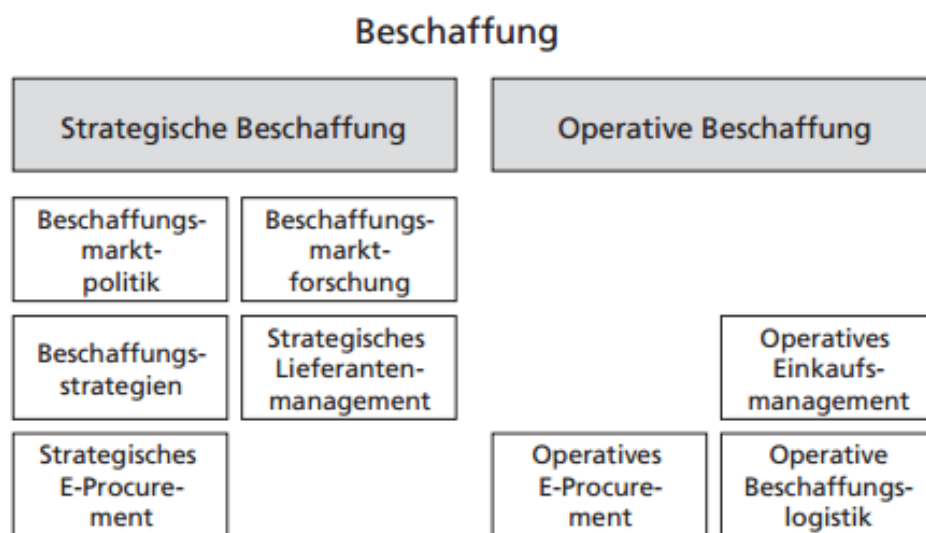 Beschaffung
Strategische Beschaffung
Operative Beschaffung
Beschaffungs-
markt-
politik
Beschaffungs-
markt-
forschung
Beschaffungs-
strategien
Strategisches
Lieferanten-
management
Operatives
Einkaufs-
management
Strategisches
E-Procure-
ment
Operatives
E-Procure-
ment
Operative
Beschaffungs-
logistik